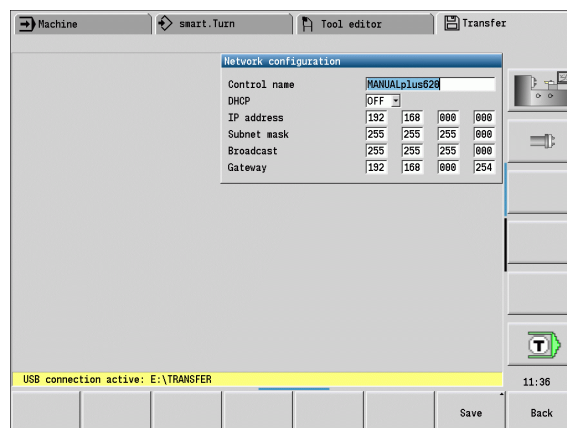 Machine
smart.Turn
Tool editor
Transfer
Network configuration
Control name MANUALplus620
DHCP OFF
IP address 192 168 000 000
Subnet mask 255 255 255 000
Broadcast 255 255 255 000
Gateway 192 168 000 254
T
USB connection active: E:\TRANSFER
11:36
Save
Back